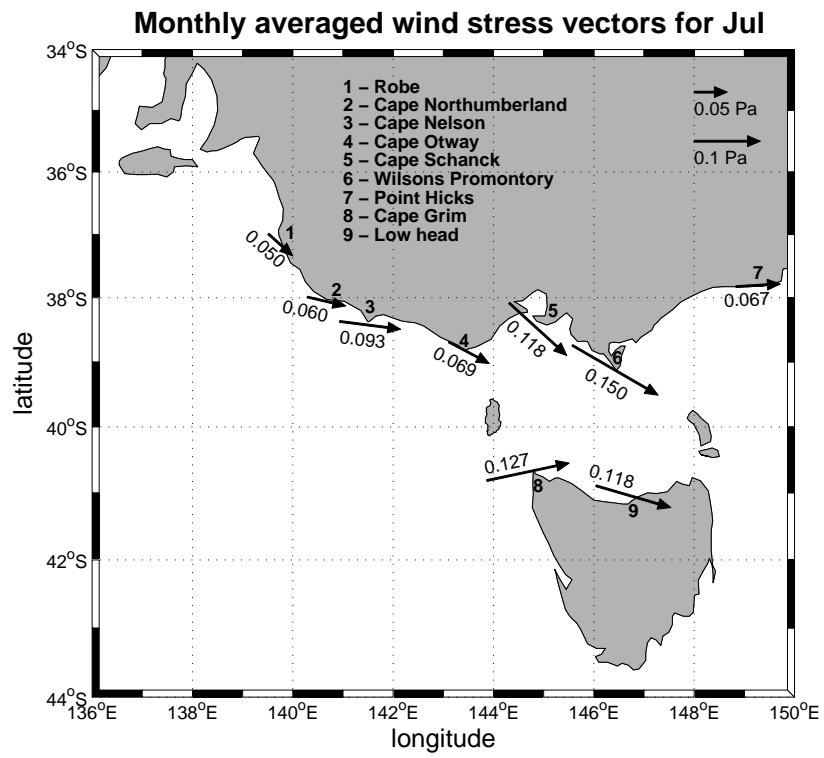 Monthly averaged wind stress vectors for Jul
34°S
36°S
38°S
40°S
42°S
44°S
latitude
1 – Robe
2 – Cape Northumberland
3 – Cape Nelson
4 – Cape Otway
5 – Cape Schanck
6 – Wilsons Promontory
7 – Point Hicks
8 – Cape Grim
9 – Low head
0.05 Pa
0.1 Pa
1
0.050
2
0.060
3
0.093
4
0.069
5
0.118
6
0.150
7
0.067
0.127
8
0.118
9
136°E
138°E
140°E
142°E
144°E
146°E
148°E
150°E
longitude